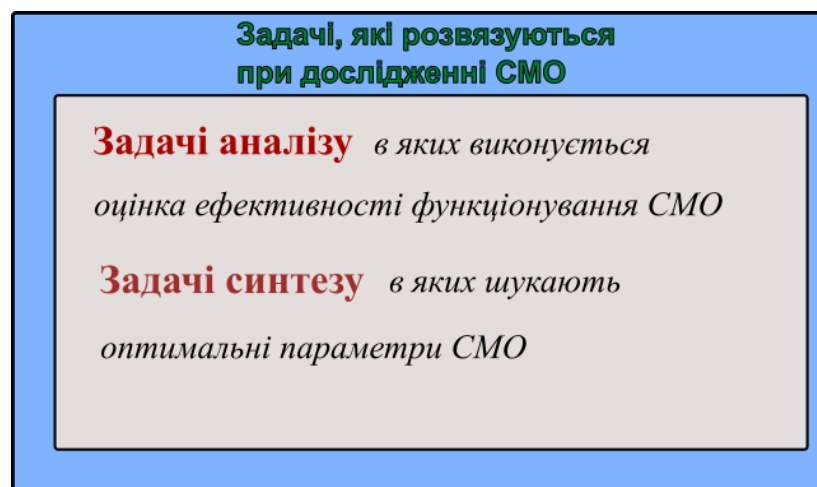 Задачі, які розвязуються
при дослідженні СМО
Задачі аналізу в яких виконується
оцінка ефективності функціонування СМО
Задачі синтезу в яких шукають
оптимальні параметри СМО